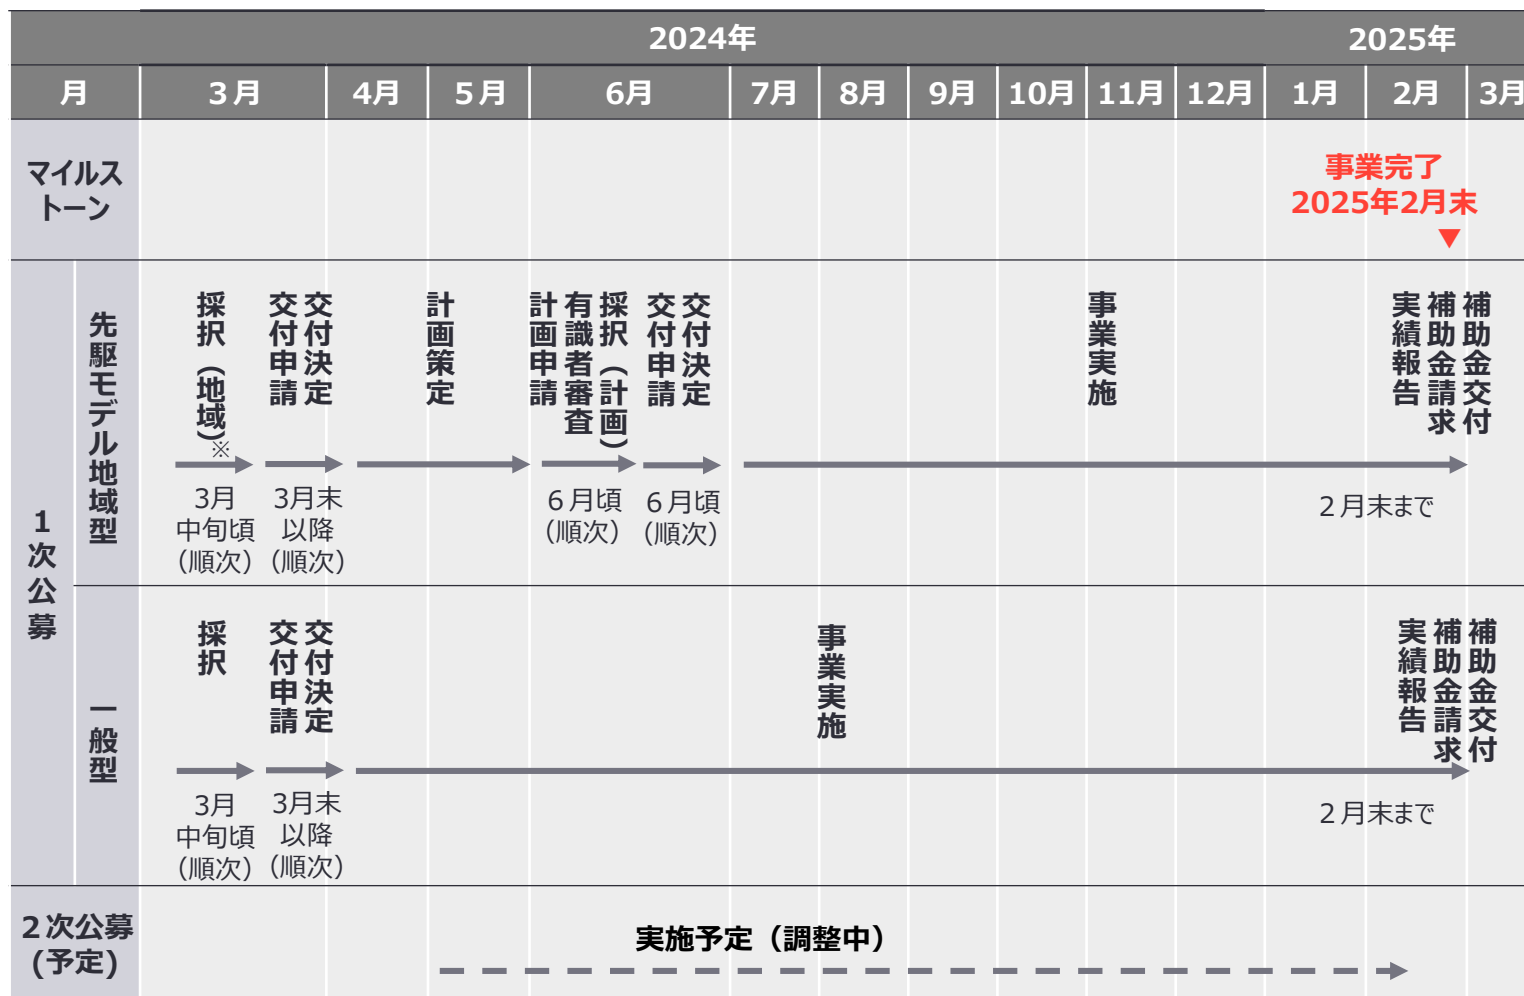 2024年
2025年
月
３月
4月
５月
6月
7月
8月
9月
10月
11月
12月
1月
2月
3月
マイルス
トーン
事業完了
2025年2月末
▼
１次公募
先駆モデル地域型
採択（地域）※
交付申請
交付決定
計画策定
計画申請
有識者審査
採択（計画）
交付申請
交付決定
事業実施
実績報告
補助金請求
補助金交付
3月
中旬頃
（順次）
3月末
以降
（順次）
６月頃
（順次）
６月頃
（順次）
２月末まで
一般型
採択
交付申請
交付決定
事業実施
実績報告
補助金請求
補助金交付
3月
中旬頃
（順次）
3月末
以降
（順次）
２月末まで
２次公募
(予定)
実施予定（調整中）